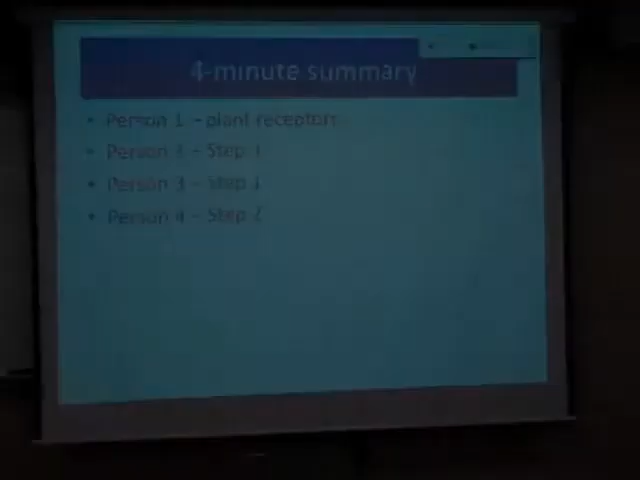 4-minute summary
• Person 1 – plant receptors
• Person 2 – Step 1
• Person 3 – Step 1
• Person 4 – Step 2